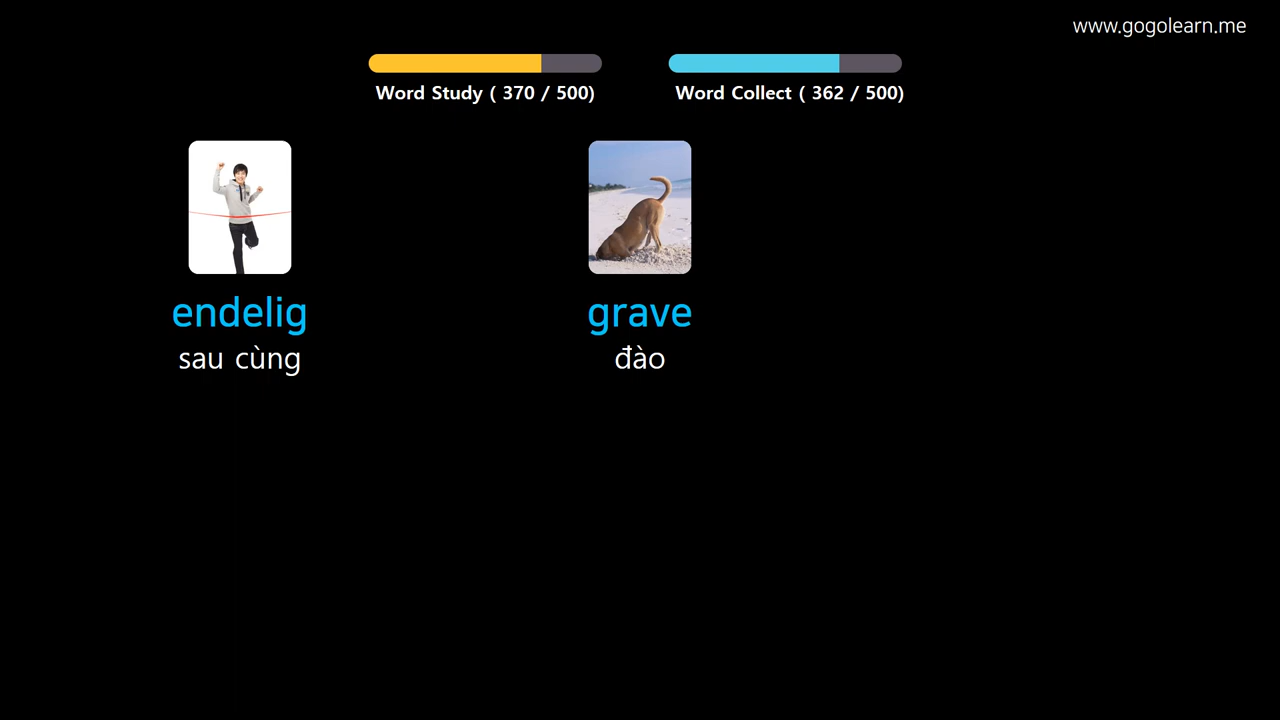 www.gogolearn.me
Word Study ( 370 / 500)
Word Collect ( 362 / 500)
endelig
sau cùng
grave
đào